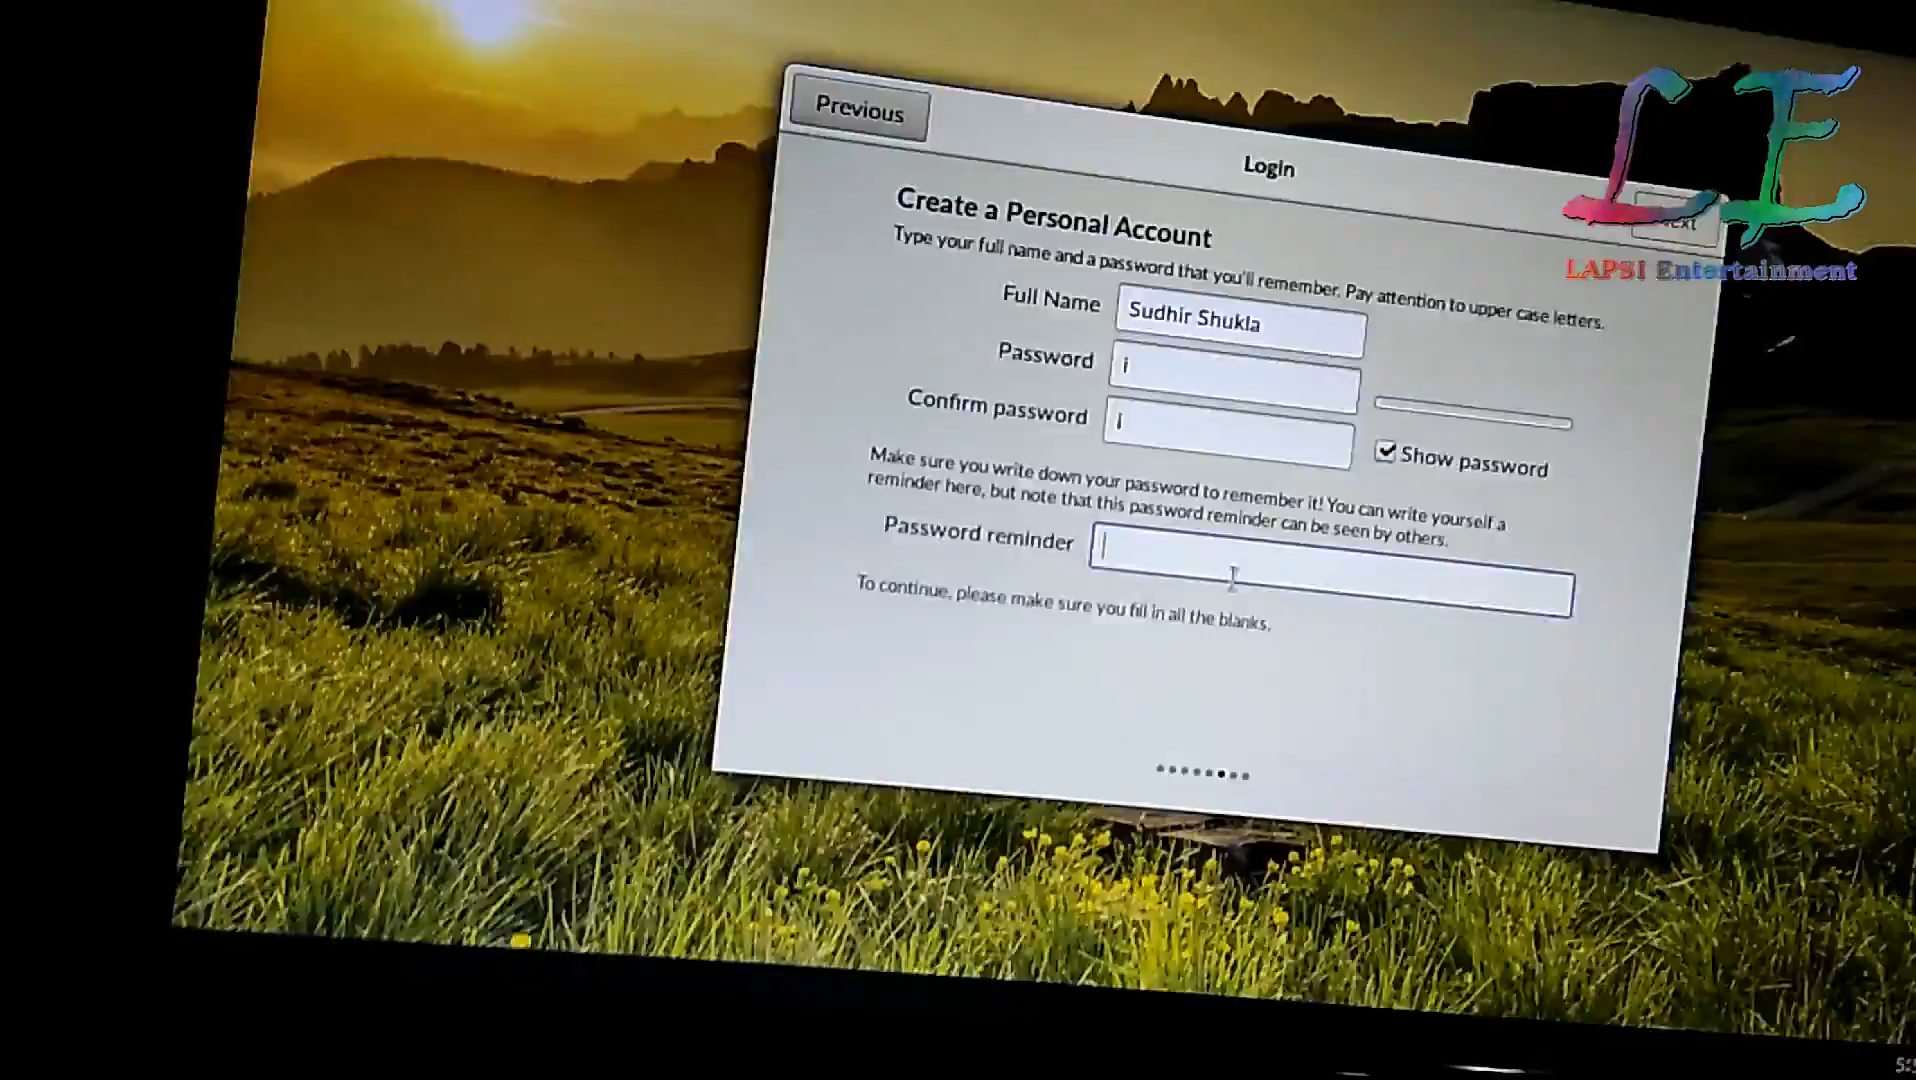 Previous
Login
Create a Personal Account
Type your full name and a password that you'll remember. Pay attention to upper case letters.
Full Name
Sudhir Shukla
Password
i
Confirm password
i
Show password
Make sure you write down your password to remember it! You can write yourself a
reminder here, but note that this password reminder can be seen by others.
Password reminder
To continue, please make sure you fill in all the blanks.
LE
LAPSI Entertainment